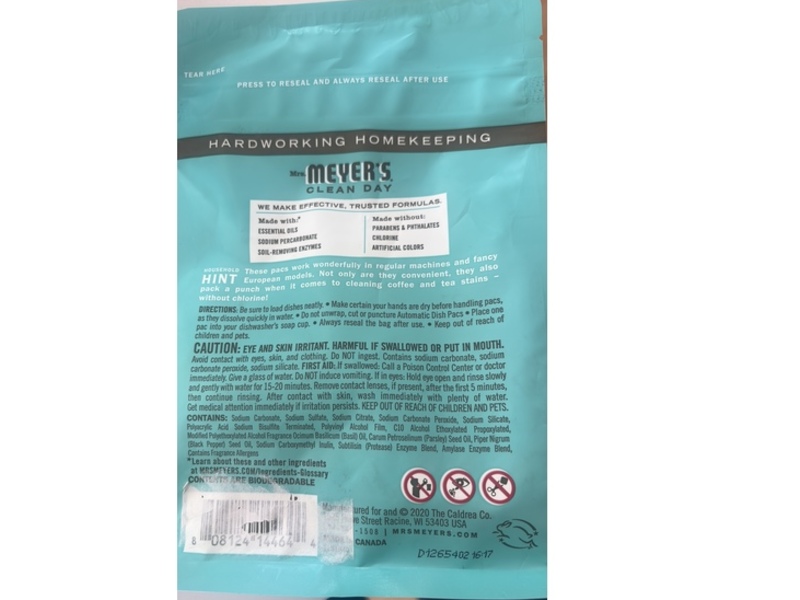 TEAR HERE
PRESS TO RESEAL AND ALWAYS RESEAL AFTER USE
HARDWORKING HOMEKEEPING
Mrs. MEYER'S
CLEAN DAY
WE MAKE EFFECTIVE, TRUSTED FORMULAS.
Made with:*
ESSENTIAL OILS
SODIUM PERCARBONATE
SOIL-REMOVING ENZYMES
Made without:
PARABENS & PHTHALATES
CHLORINE
ARTIFICIAL COLORS
HOUSEHOLD HINT These pacs work wonderfully in regular machines and fancy
European models. Not only are they convenient, they also
pack a punch when it comes to cleaning coffee and tea stains –
without chlorine!
DIRECTIONS: Be sure to load dishes neatly. • Make certain your hands are dry before handling pacs,
as they dissolve quickly in water. • Do not unwrap, cut or puncture Automatic Dish Pacs • Place one
pac into your dishwasher's soap cup. • Always reseal the bag after use. • Keep out of reach of
children and pets.
CAUTION: EYE AND SKIN IRRITANT. HARMFUL IF SWALLOWED OR PUT IN MOUTH.
Avoid contact with eyes, skin, and clothing. Do NOT ingest. Contains sodium carbonate, sodium
carbonate peroxide, sodium silicate. FIRST AID: If swallowed: Call a Poison Control Center or doctor
immediately. Give a glass of water. Do NOT induce vomiting. If in eyes: Hold eye open and rinse slowly
and gently with water for 15-20 minutes. Remove contact lenses, if present, after the first 5 minutes,
then continue rinsing. After contact with skin, wash immediately with plenty of water.
Get medical attention immediately if irritation persists. KEEP OUT OF REACH OF CHILDREN AND PETS.
CONTAINS: Sodium Carbonate, Sodium Sulfate, Sodium Citrate, Sodium Carbonate Peroxide, Sodium Silicate,
Polyacrylic Acid Sodium Bisulfite Terminated, Polyvinyl Alcohol Film, C10 Alcohol Ethoxylated Propoxylated,
Modified Polyethoxylated Alcohol Fragrance Ocimum Basilicum (Basil) Oil, Carum Petroselinum (Parsley) Seed Oil, Piper Nigrum
(Black Pepper) Seed Oil, Sodium Carboxymethyl Inulin, Subtilisin (Protease) Enzyme Blend, Amylase Enzyme Blend,
Contains Fragrance Allergens
*Learn about these and other ingredients
at MRSMEYERS.COM/Ingredients-Glossary
CONTENTS ARE BIODEGRADABLE
8 08124 14464 4
ured for and © 2020 The Caldrea Co.
Street Racine, WI 53403 USA
-1508 | MRSMEYERS.COM
CANADA
D1265402 1617